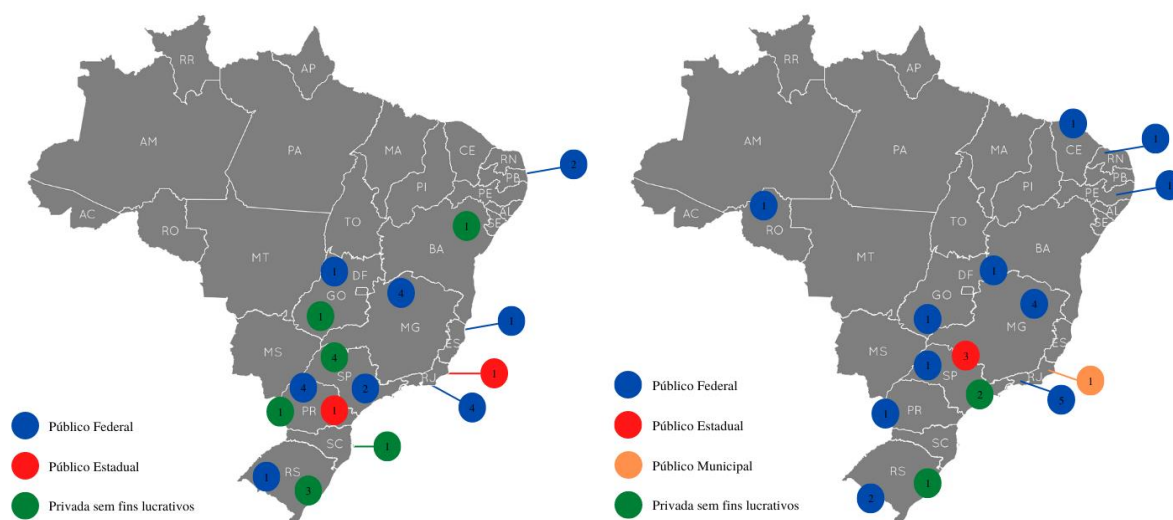 RR
AP
AM
PA
MA
CE
RN
PB
PE
PI
AL
SE
AC
RO
TO
BA
MT
DF
GO
MG
ES
MS
SP
RJ
PR
SC
RS
2
1
1
4
1
1
4
1
4
2
4
1
1
1
1
3
Público Federal
Público Estadual
Privada sem fins lucrativos
RR
AP
AM
PA
MA
CE
RN
PB
PE
PI
AL
SE
AC
RO
TO
BA
MT
DF
GO
MG
ES
MS
SP
RJ
PR
SC
RS
1
1
1
1
1
4
1
3
1
1
2
5
1
1
2
Público Federal
Público Estadual
Público Municipal
Privada sem fins lucrativos